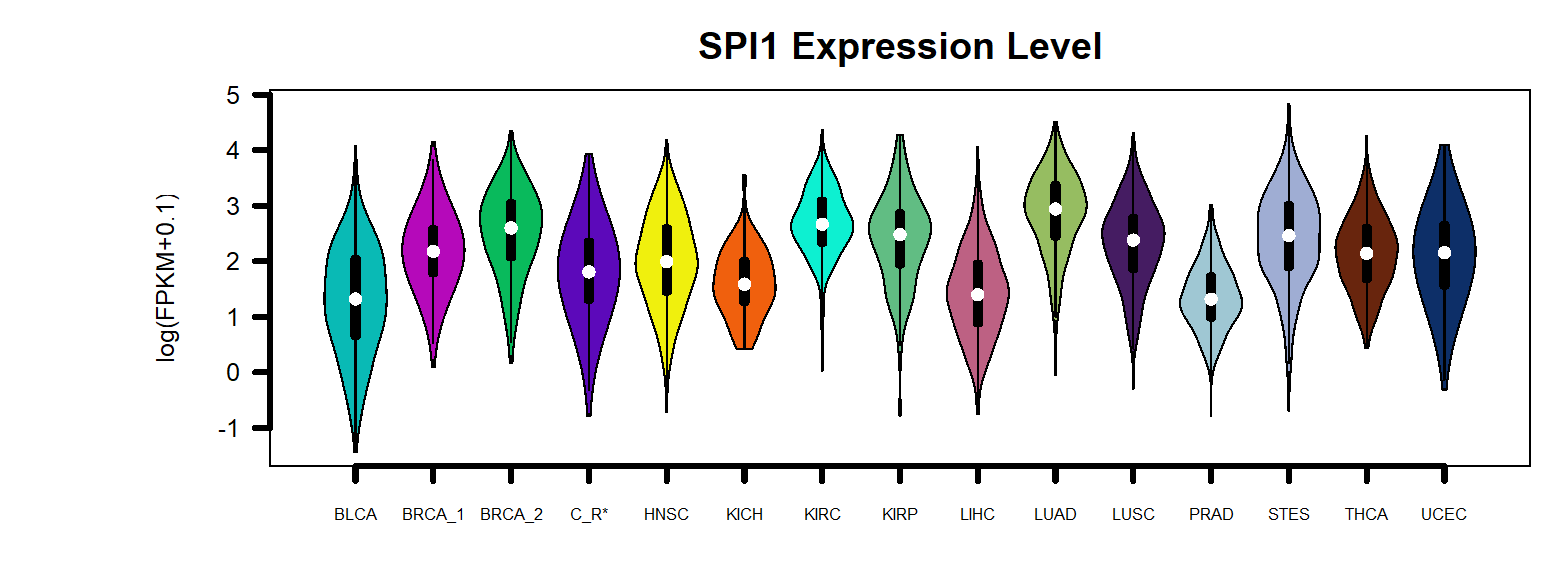 SPI1 Expression Level
log(FPKM+0.1)
5
4
3
2
1
0
-1
BLCA BRCA_1 BRCA_2 C_R* HNSC KICH KIRC KIRP LIHC LUAD LUSC PRAD STES THCA UCEC